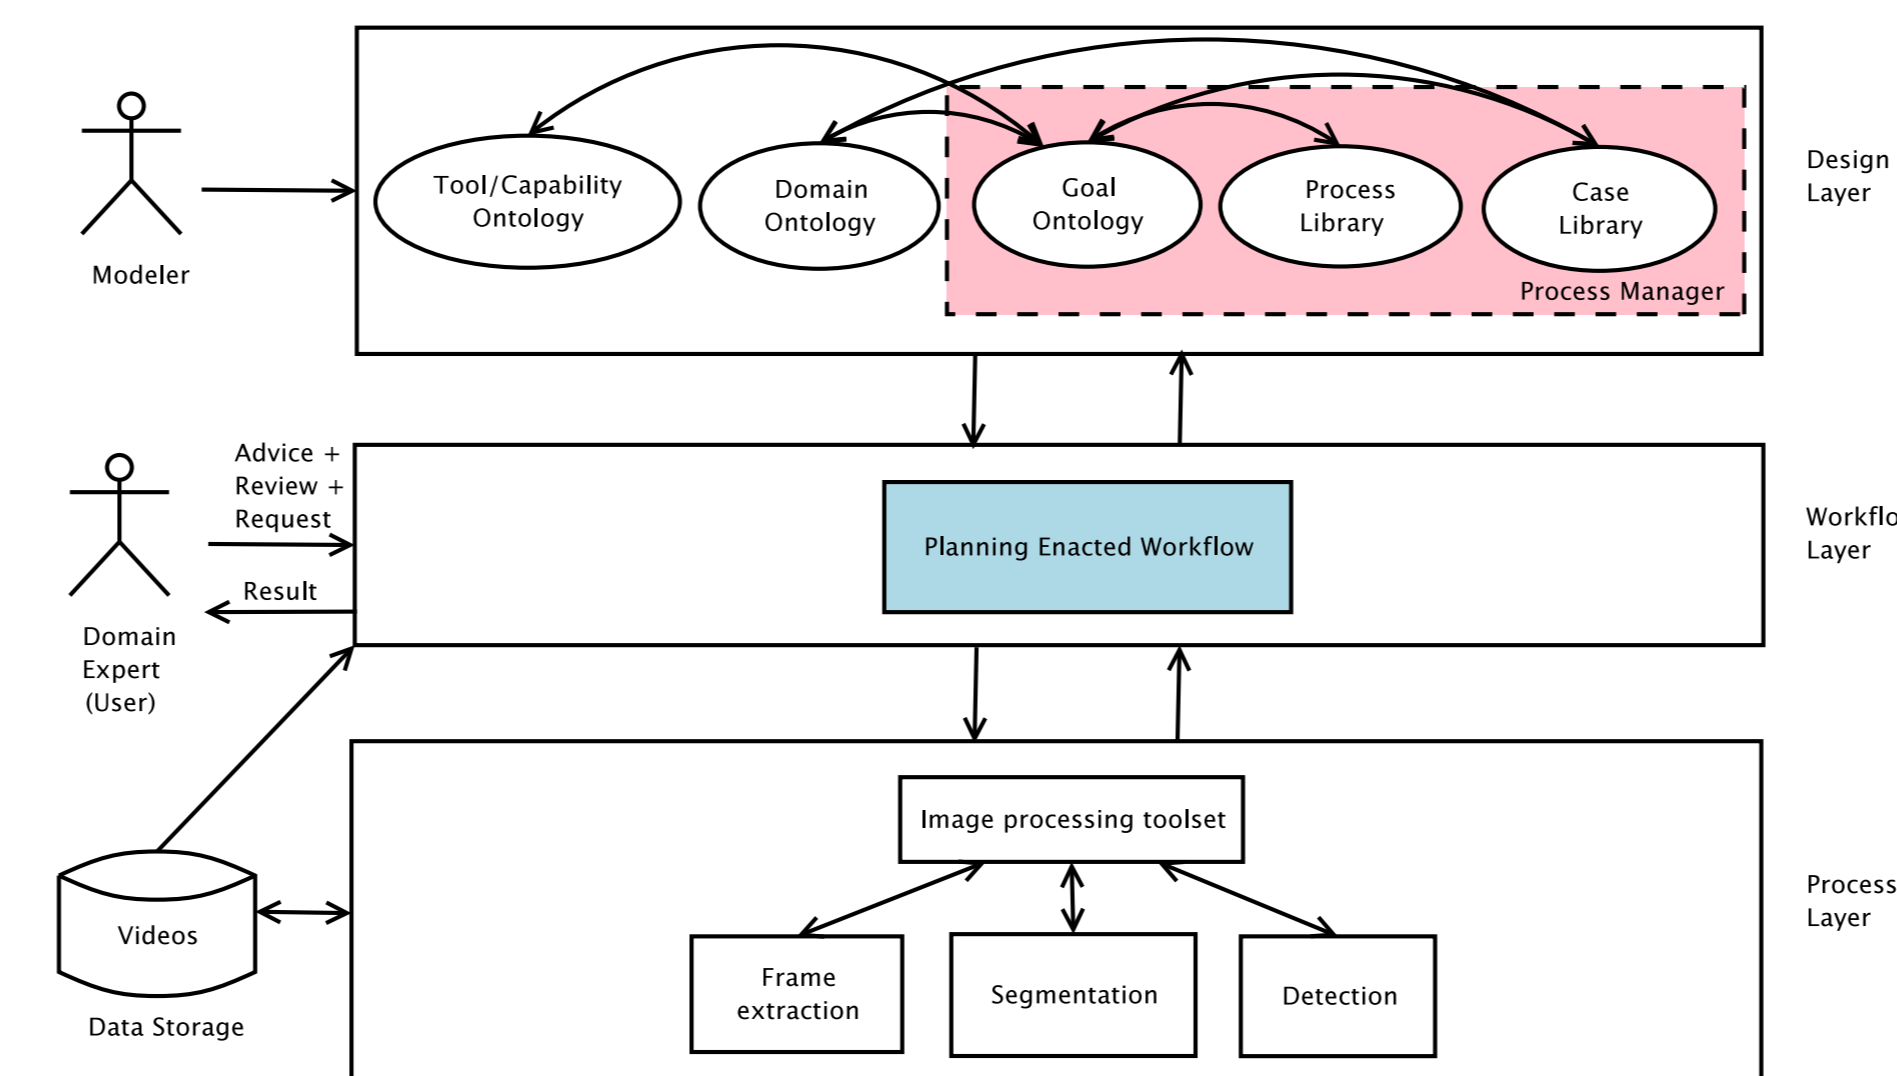 Tool/Capability
Ontology
Domain
Ontology
Goal
Ontology
Process
Library
Case
Library
Process Manager
Design
Layer
Modeler
Advice +
Review +
Request
Result
Planning Enacted Workflow
Workflo
Layer
Domain
Expert
(User)
Image processing toolset
Frame
extraction
Segmentation
Detection
Process
Layer
Videos
Data Storage